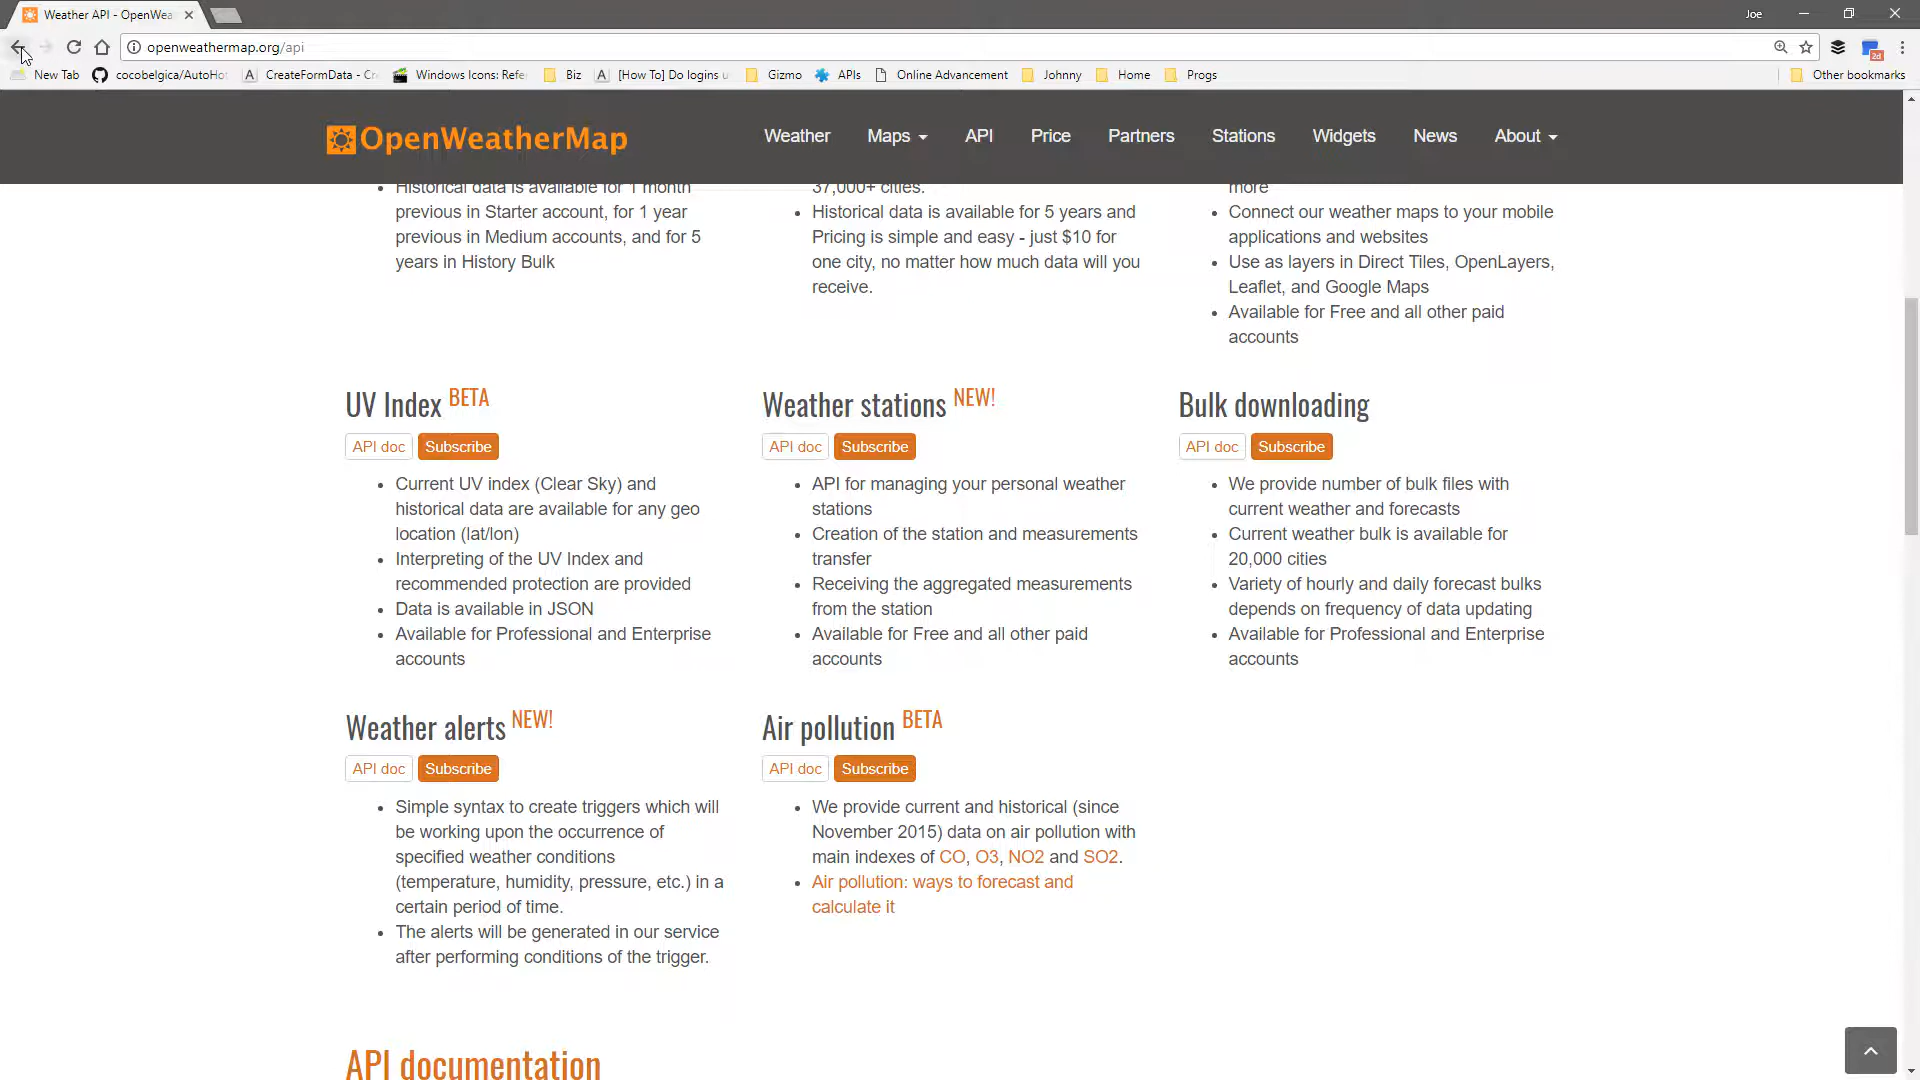 Weather API - OpenWea
Joe
openweathermap.org/api
New Tab
cocobelgica/AutoHot
CreateFormData - Cr
Windows Icons: Refe
Biz
[How To] Do logins u
Gizmo
APIs
Online Advancement
Johnny
Home
Progs
Other bookmarks
2d
OpenWeatherMap
Weather
Maps
API
Price
Partners
Stations
Widgets
News
About
Historical data is available for 1 month
previous in Starter account, for 1 year
previous in Medium accounts, and for 5
years in History Bulk
37,000+ cities.
Historical data is available for 5 years and
Pricing is simple and easy - just $10 for
one city, no matter how much data will you
receive.
more
Connect our weather maps to your mobile
applications and websites
Use as layers in Direct Tiles, OpenLayers,
Leaflet, and Google Maps
Available for Free and all other paid
accounts
UV Index BETA
API doc Subscribe
Current UV index (Clear Sky) and
historical data are available for any geo
location (lat/lon)
Interpreting of the UV Index and
recommended protection are provided
Data is available in JSON
Available for Professional and Enterprise
accounts
Weather stations NEW!
API doc Subscribe
API for managing your personal weather
stations
Creation of the station and measurements
transfer
Receiving the aggregated measurements
from the station
Available for Free and all other paid
accounts
Bulk downloading
API doc Subscribe
We provide number of bulk files with
current weather and forecasts
Current weather bulk is available for
20,000 cities
Variety of hourly and daily forecast bulks
depends on frequency of data updating
Available for Professional and Enterprise
accounts
Weather alerts NEW!
API doc Subscribe
Simple syntax to create triggers which will
be working upon the occurrence of
specified weather conditions
(temperature, humidity, pressure, etc.) in a
certain period of time.
The alerts will be generated in our service
after performing conditions of the trigger.
Air pollution BETA
API doc Subscribe
We provide current and historical (since
November 2015) data on air pollution with
main indexes of CO, O3, NO2 and SO2.
Air pollution: ways to forecast and
calculate it
API documentation